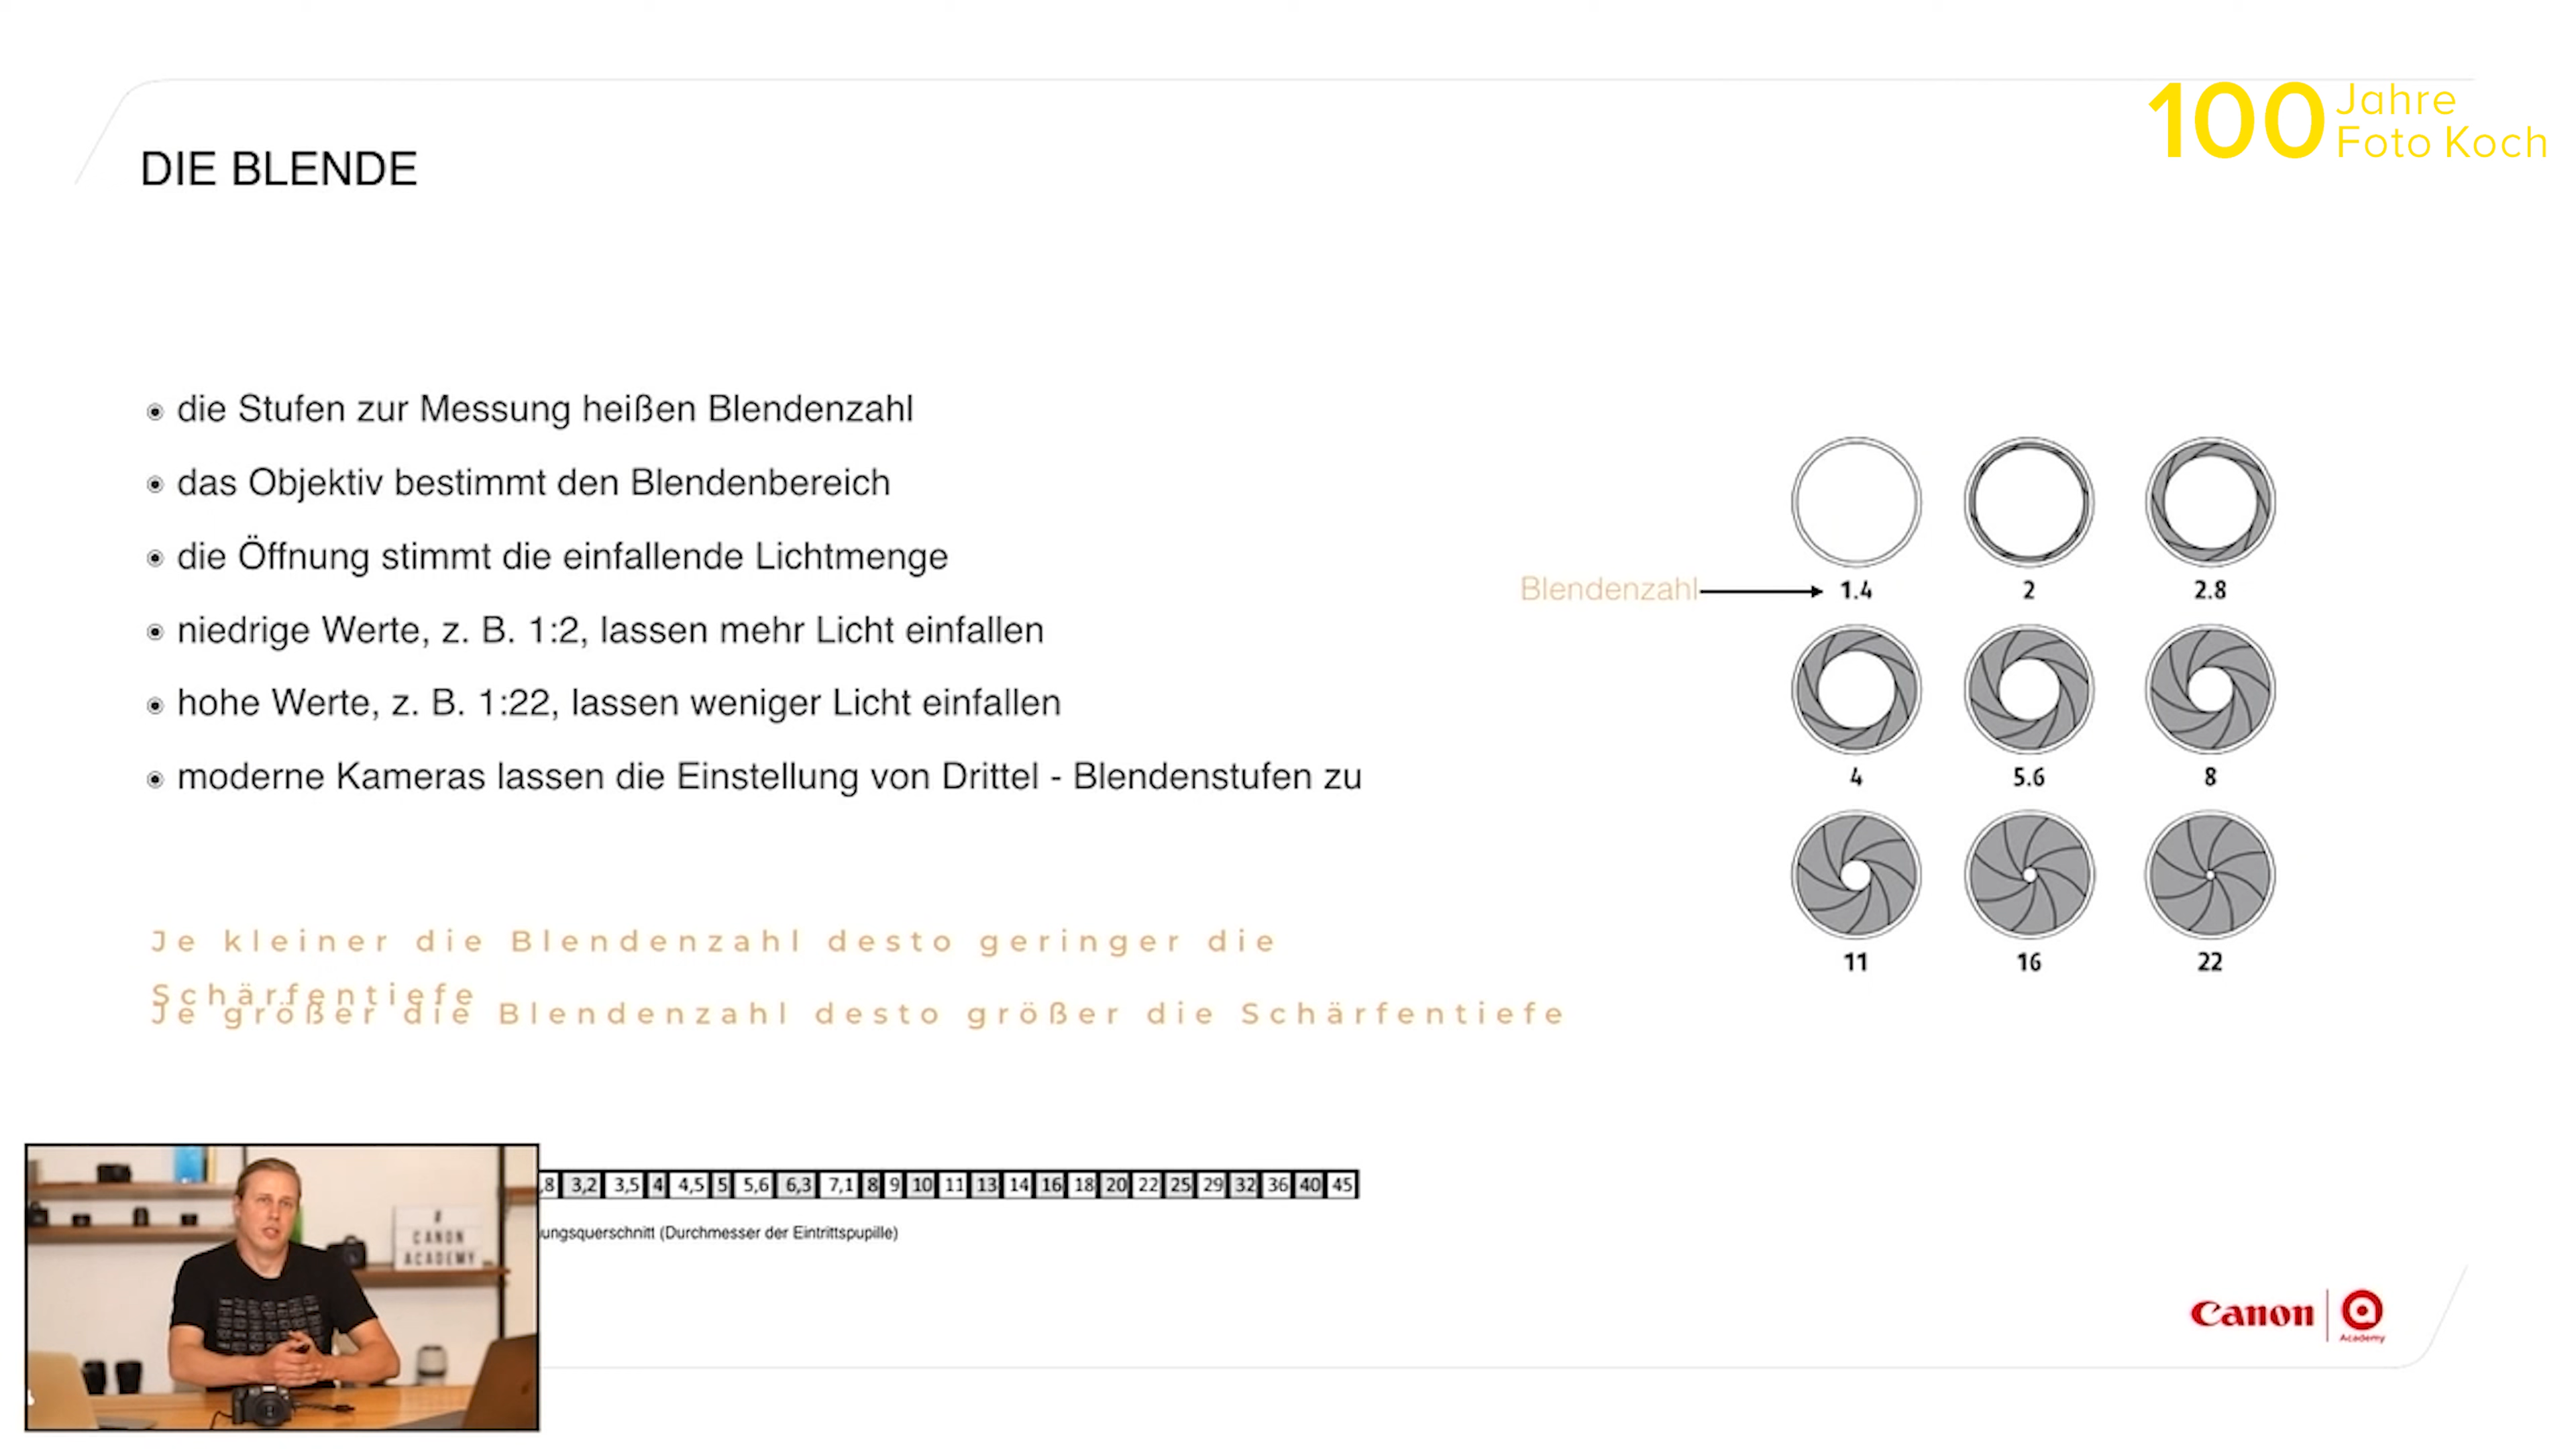 100 Jahre
Foto Koch
DIE BLENDE
die Stufen zur Messung heißen Blendenzahl
das Objektiv bestimmt den Blendenbereich
die Öffnung stimmt die einfallende Lichtmenge
niedrige Werte, z. B. 1:2, lassen mehr Licht einfallen
hohe Werte, z. B. 1:22, lassen weniger Licht einfallen
moderne Kameras lassen die Einstellung von Drittel - Blendenstufen zu
Blendenzahl
1.4 2 2.8
4 5.6 8
11 16 22
Je kleiner die Blendenzahl desto geringer die
Schärfentiefe
Je größer die Blendenzahl desto größer die Schärfentiefe
,8 3,2 3,5 4 4,5 5 5,6 6,3 7,1 8 9 10 11 13 14 16 18 20 22 25 29 32 36 40 45
ungsquerschnitt (Durchmesser der Eintrittspupille)
#
CANON
ACADEMY
Canon
Academy